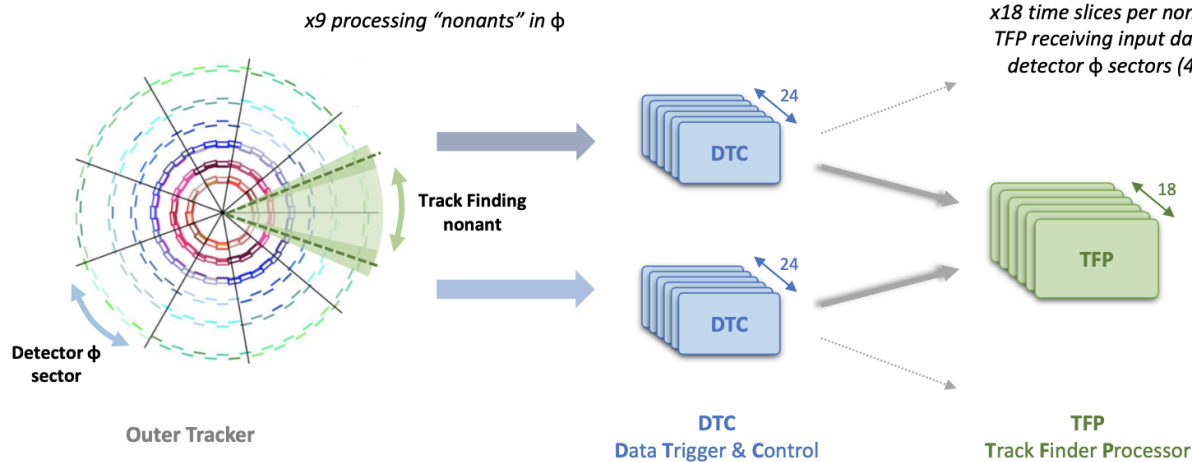 x9 processing “nonants” in ϕ
x18 time slices per non
TFP receiving input da
detector ϕ sectors (4
24
DTC
Track Finding
nonant
18
TFP
24
DTC
Detector ϕ
sector
Outer Tracker
DTC
Data Trigger & Control
TFP
Track Finder Processor